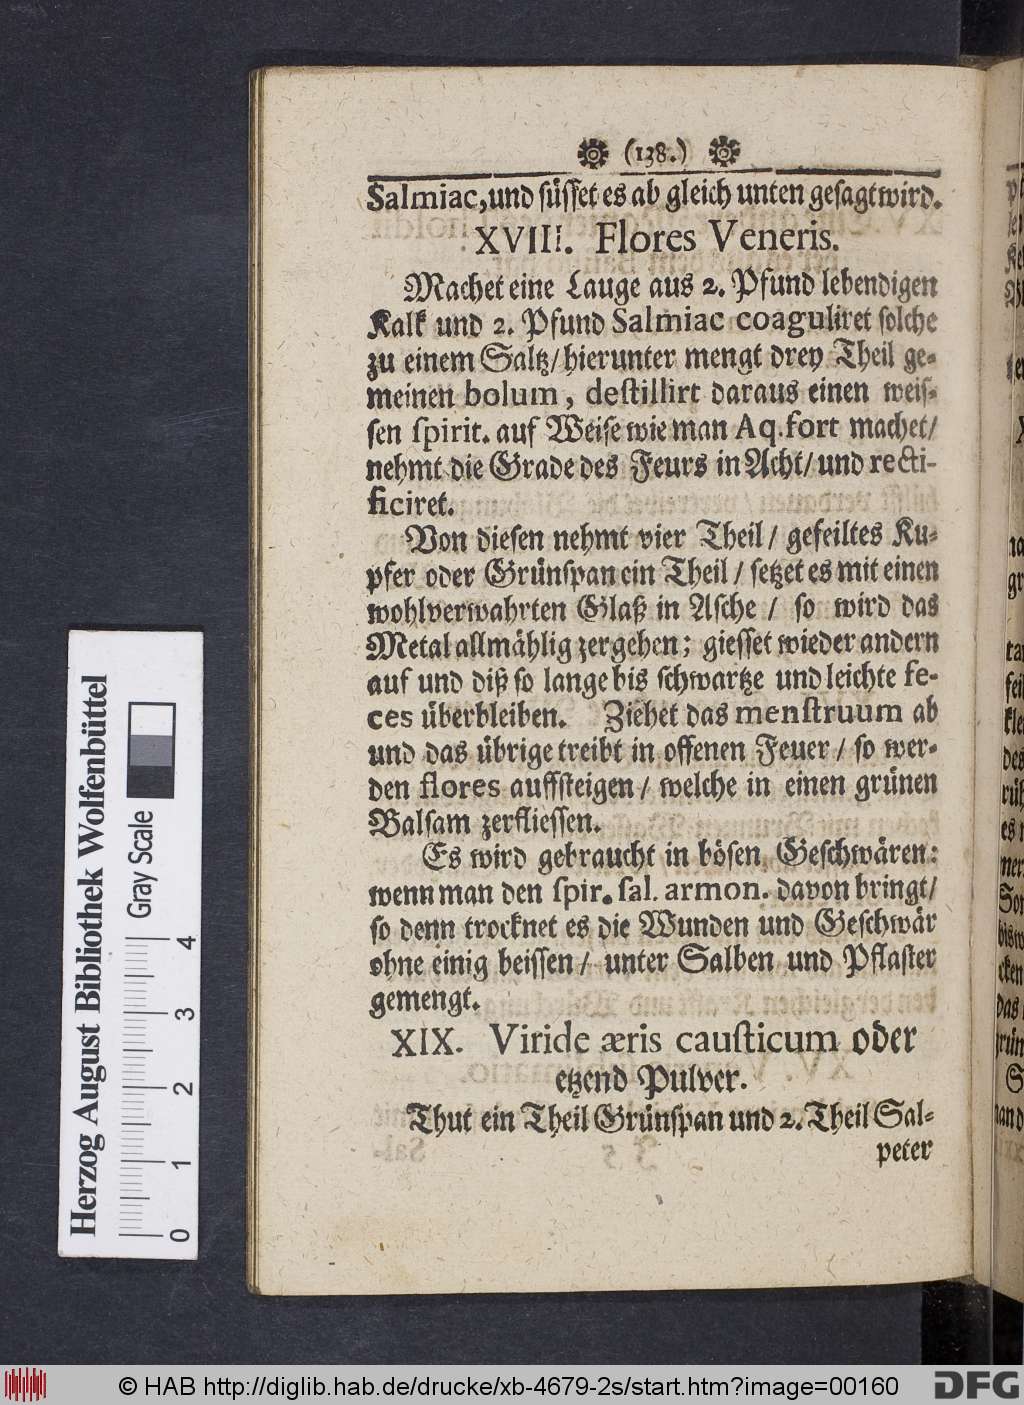 (138.)
Salmiac, und süsset es ab gleich unten gesagt wird.
XVIII. Flores Veneris.
Machet eine Lauge aus 2. Pfund lebendigen
Kalk und 2. Pfund Salmiac coaguliret solche
zu einem Saltz/ hierunter mengt drey Theil ge-
meinen bolum, destillirt daraus einen weis-
sen spirit. auf Weise wie man Aq. fort machet/
nehmt die Grade des Feurs in Acht/ und recti-
ficiret.
Von diesen nehmt vier Theil/ gefeiltes Ku-
pfer oder Grünspan ein Theil/ setzet es mit einen
wohlverwahrten Glaß in Asche/ so wird das
Metal allmählig zergehen; giesset wieder andern
auf und diß so lange bis schwartze und leichte fe-
ces überbleiben. Ziehet das menstruum ab
und das übrige treibt in offenen Feuer/ so wer-
den flores auffsteigen/ welche in einen grünen
Balsam zerfliessen.
Es wird gebraucht in bösen Geschwären:
wenn man den spir. sal. armon. davon bringt/
so denn trocknet es die Wunden und Geschwär
ohne einig beissen/ unter Salben und Pflaster
gemengt.
XIX. Viride æris causticum oder
etzend Pulver.
Thut ein Theil Grünspan und 2. Theil Sal-
peter
Herzog August Bibliothek Wolfenbüttel
Gray Scale
0 1 2 3 4
© HAB http://diglib.hab.de/drucke/xb-4679-2s/start.htm?image=00160
DFG